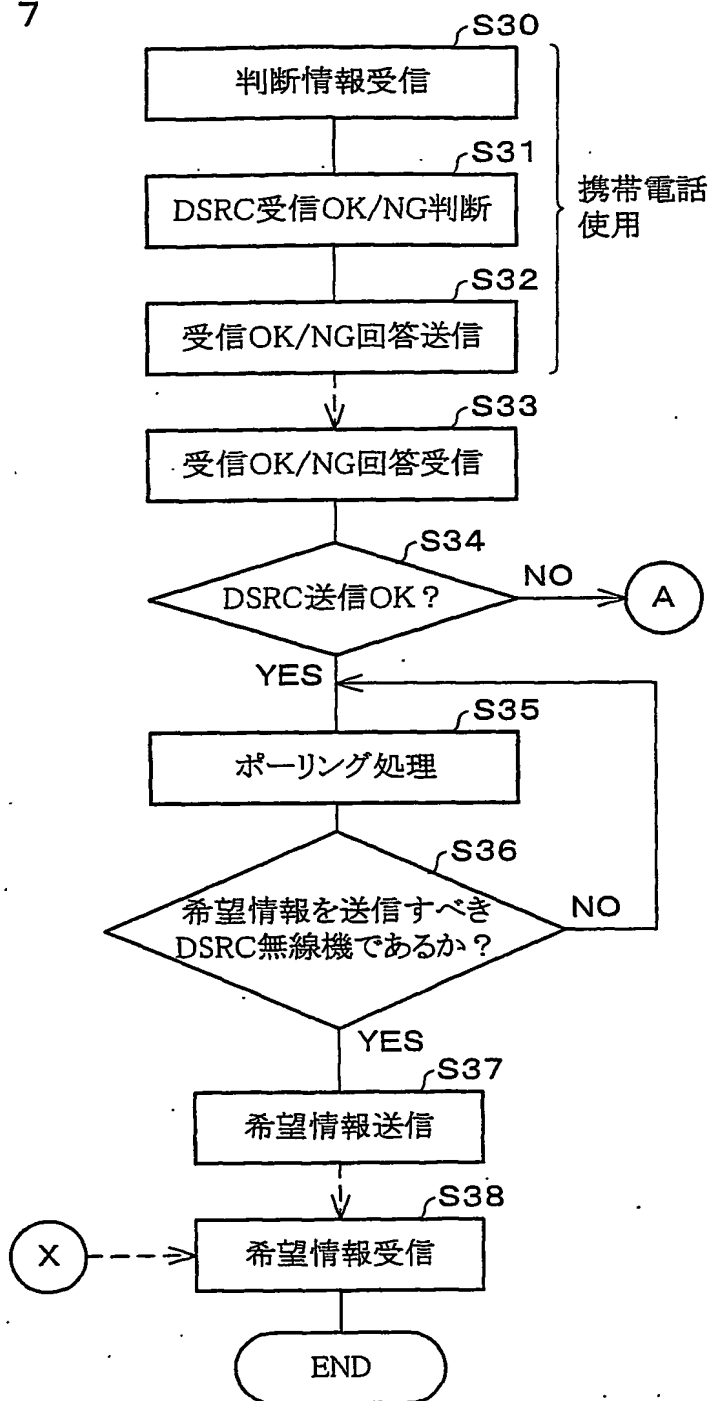 7
S30
判断情報受信
S31
DSRC受信OK/NG判断
携帯電話
使用
S32
受信OK/NG回答送信
S33
受信OK/NG回答受信
S34
DSRC送信OK?
NO
A
YES
S35
ポーリング処理
S36
希望情報を送信すべき
DSRC無線機であるか?
NO
YES
S37
希望情報送信
S38
X
希望情報受信
END